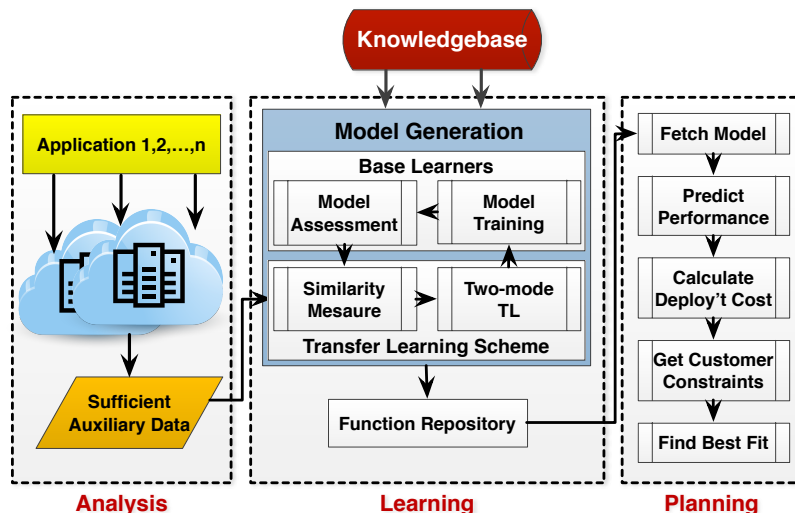 Knowledgebase
Application 1,2,...,n
Sufficient
Auxiliary Data
Analysis
Model Generation
Base Learners
Model
Assessment
Model
Training
Similarity
Mesaure
Two-mode
TL
Transfer Learning Scheme
Function Repository
Learning
Fetch Model
Predict
Performance
Calculate
Deploy't Cost
Get Customer
Constraints
Find Best Fit
Planning